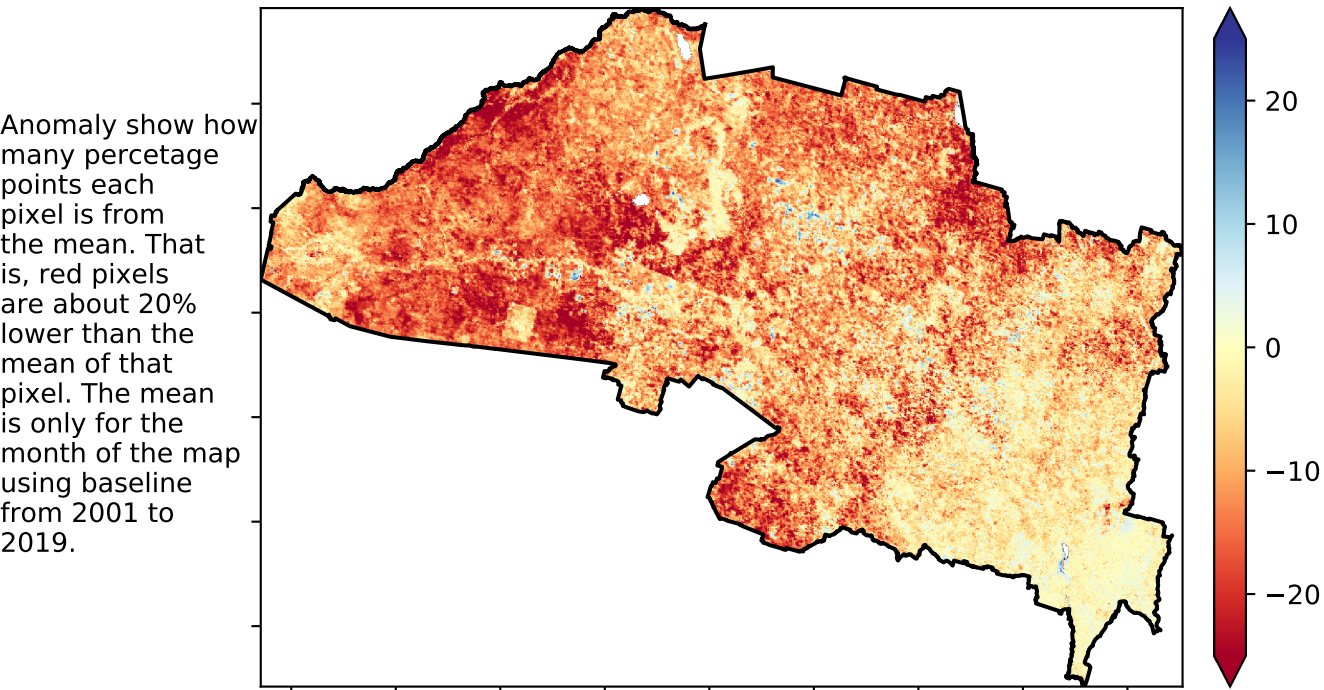 Anomaly show how
many percetage
points each
pixel is from
the mean. That
is, red pixels
are about 20%
lower than the
mean of that
pixel. The mean
is only for the
month of the map
using baseline
from 2001 to
2019.
20
10
0
−10
−20